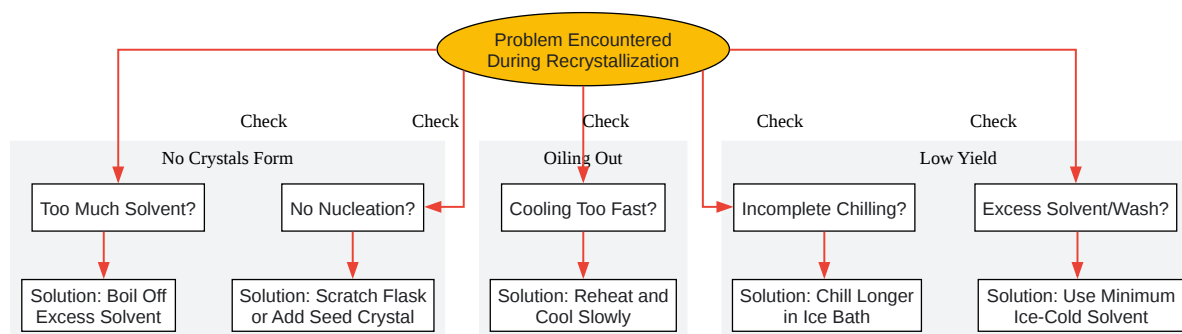 Problem Encountered
During Recrystallization
Check
Check
Check
Check
No Crystals Form
Oiling Out
Low Yield
Too Much Solvent?
No Nucleation?
Cooling Too Fast?
Incomplete Chilling?
Excess Solvent/Wash?
Solution: Boil Off
Excess Solvent
Solution: Scratch Flask
or Add Seed Crystal
Solution: Reheat and
Cool Slowly
Solution: Chill Longer
in Ice Bath
Solution: Use Minimum
Ice-Cold Solvent